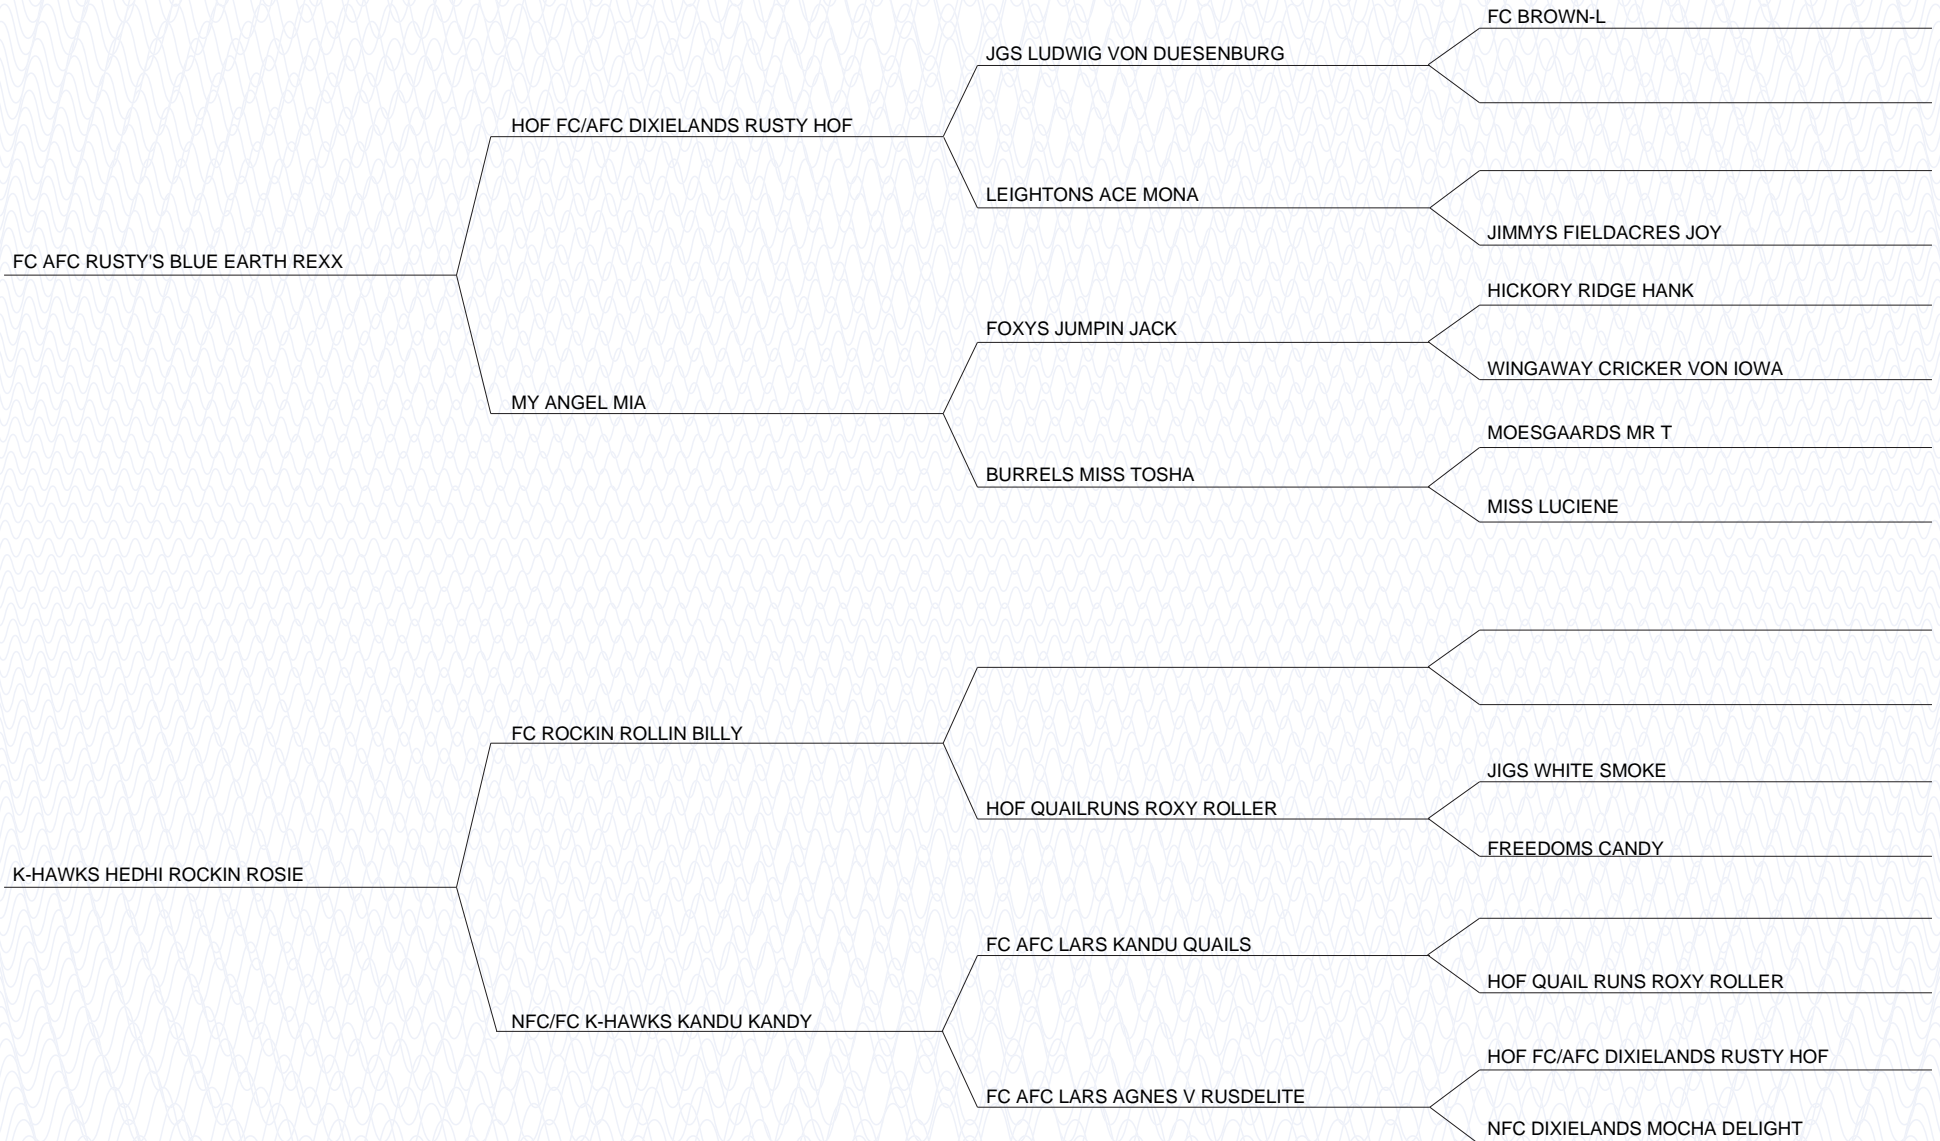 FC BROWN-L
JGS LUDWIG VON DUESENBURG
HOF FC/AFC DIXIELANDS RUSTY HOF
LEIGHTONS ACE MONA
JIMMYS FIELDACRES JOY
FC AFC RUSTY'S BLUE EARTH REXX
HICKORY RIDGE HANK
FOXYS JUMPIN JACK
WINGAWAY CRICKER VON IOWA
MY ANGEL MIA
MOESGAARDS MR T
BURRELS MISS TOSHA
MISS LUCIENE
FC ROCKIN ROLLIN BILLY
JIGS WHITE SMOKE
HOF QUAILRUNS ROXY ROLLER
FREEDOMS CANDY
K-HAWKS HEDHI ROCKIN ROSIE
FC AFC LARS KANDU QUAILS
HOF QUAIL RUNS ROXY ROLLER
NFC/FC K-HAWKS KANDU KANDY
HOF FC/AFC DIXIELANDS RUSTY HOF
FC AFC LARS AGNES V RUSDELITE
NFC DIXIELANDS MOCHA DELIGHT